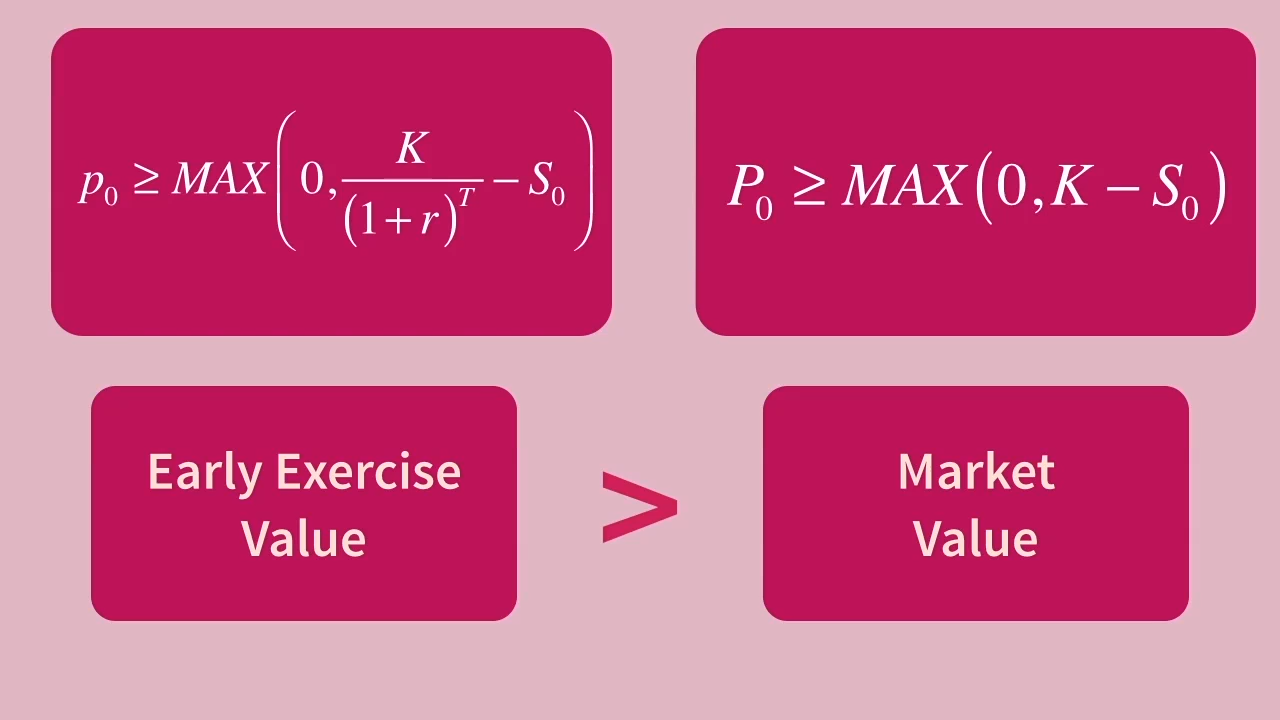 p₀ ≥ MAX(0, K/(1+r)ᵀ − S₀)
P₀ ≥ MAX(0,K − S₀)
Early Exercise
Value
>
Market
Value